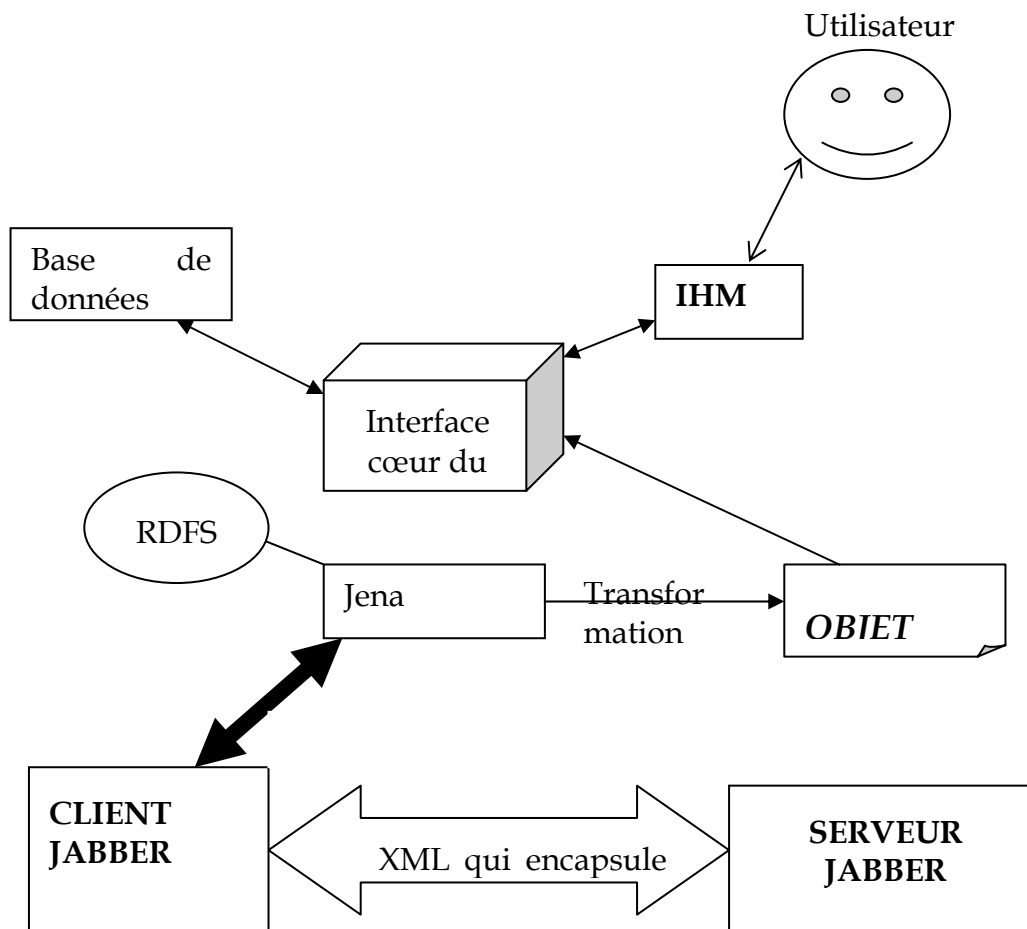 Utilisateur
Base de
données
IHM
Interface
cœur du
RDFS
Jena
Transfor
mation
OBJET
CLIENT
JABBER
XML qui encapsule
SERVEUR
JABBER